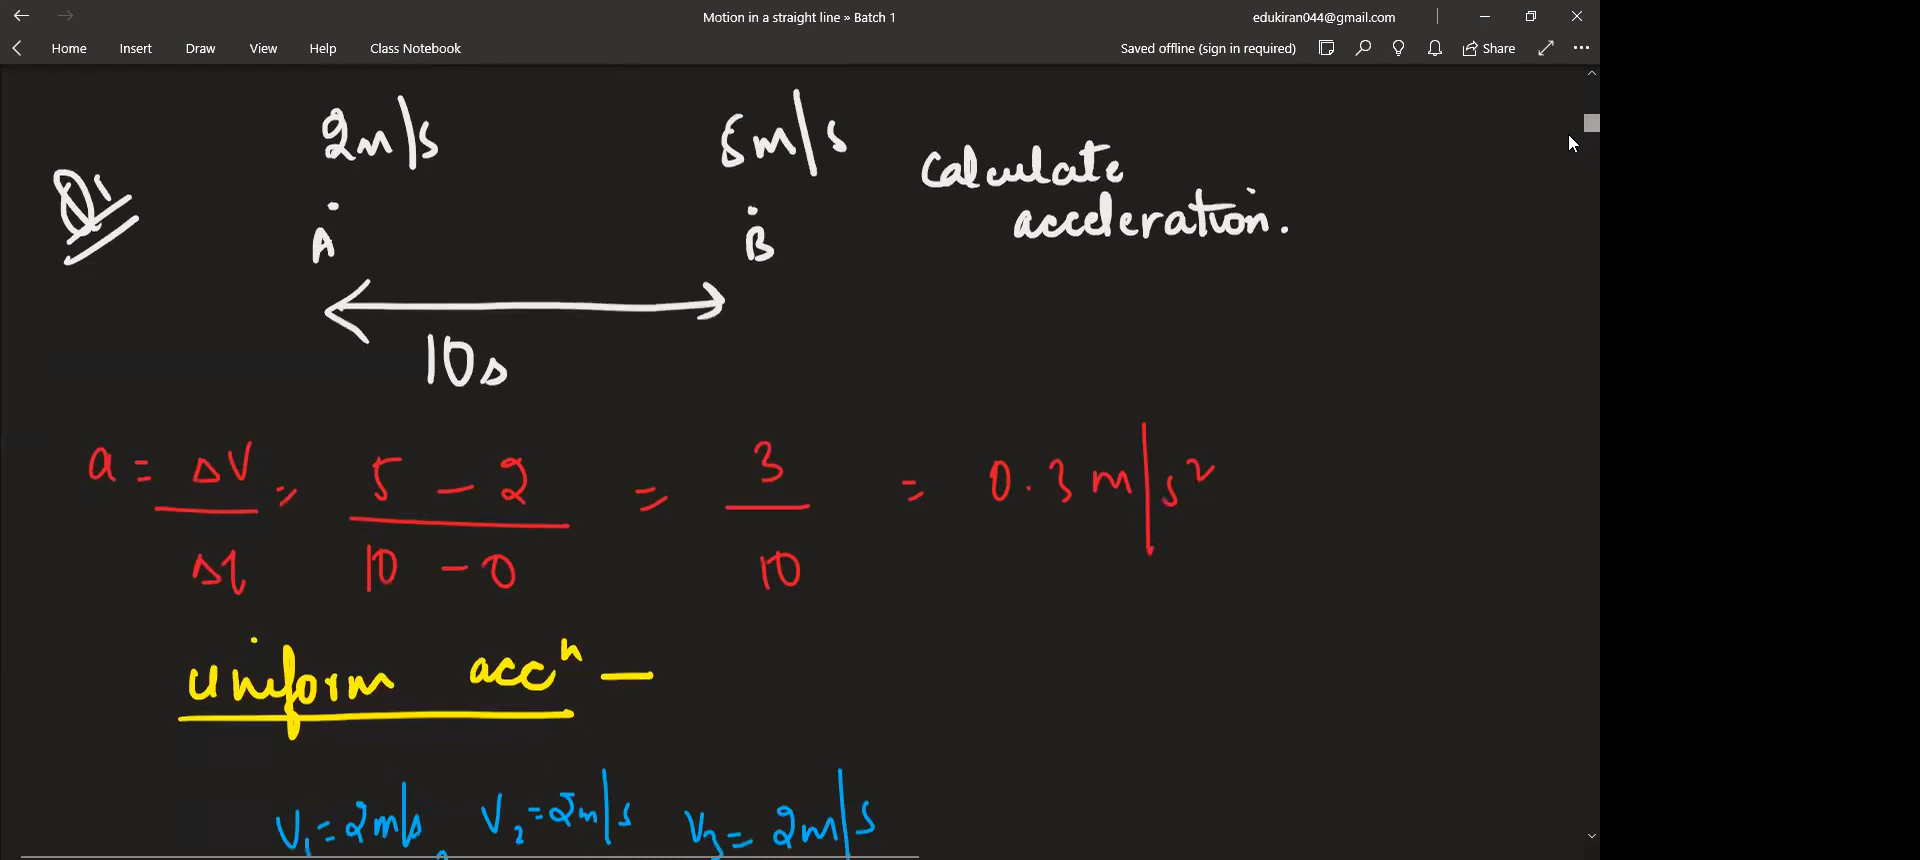 Motion in a straight line » Batch 1
edukiran044@gmail.com
Home Insert Draw View Help Class Notebook
Saved offline (sign in required)
Share
2m/s 5m/s
Q1
Calculate
acceleration.
A B
10s
a = ΔV/Δt = 5 - 2/10 - 0 = 3/10 = 0.3 m/s²
uniform accⁿ —
V₁ = 2m/s V₂ = 2m/s V₃ = 2m/s